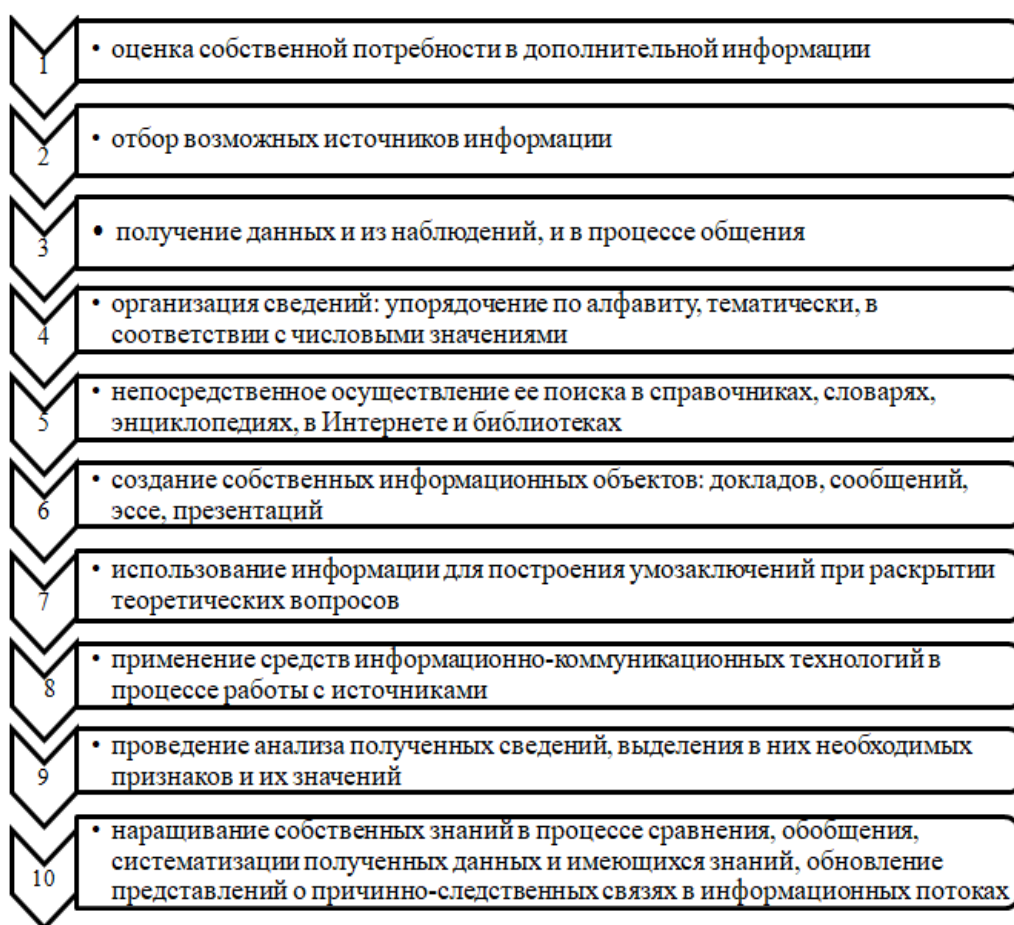 1
• оценка собственной потребности в дополнительной информации
2
• отбор возможных источников информации
3
• получение данных и из наблюдений, и в процессе общения
4
• организация сведений: упорядочение по алфавиту, тематически, в
соответствии с числовыми значениями
5
• непосредственное осуществление ее поиска в справочниках, словарях,
энциклопедиях, в Интернете и библиотеках
6
• создание собственных информационных объектов: докладов, сообщений,
эссе, презентаций
7
• использование информации для построения умозаключений при раскрытии
теоретических вопросов
8
• применение средств информационно-коммуникационных технологий в
процессе работы с источниками
9
• проведение анализа полученных сведений, выделения в них необходимых
признаков и их значений
10
• наращивание собственных знаний в процессе сравнения, обобщения,
систематизации полученных данных и имеющихся знаний, обновление
представлений о причинно-следственных связях в информационных потоках